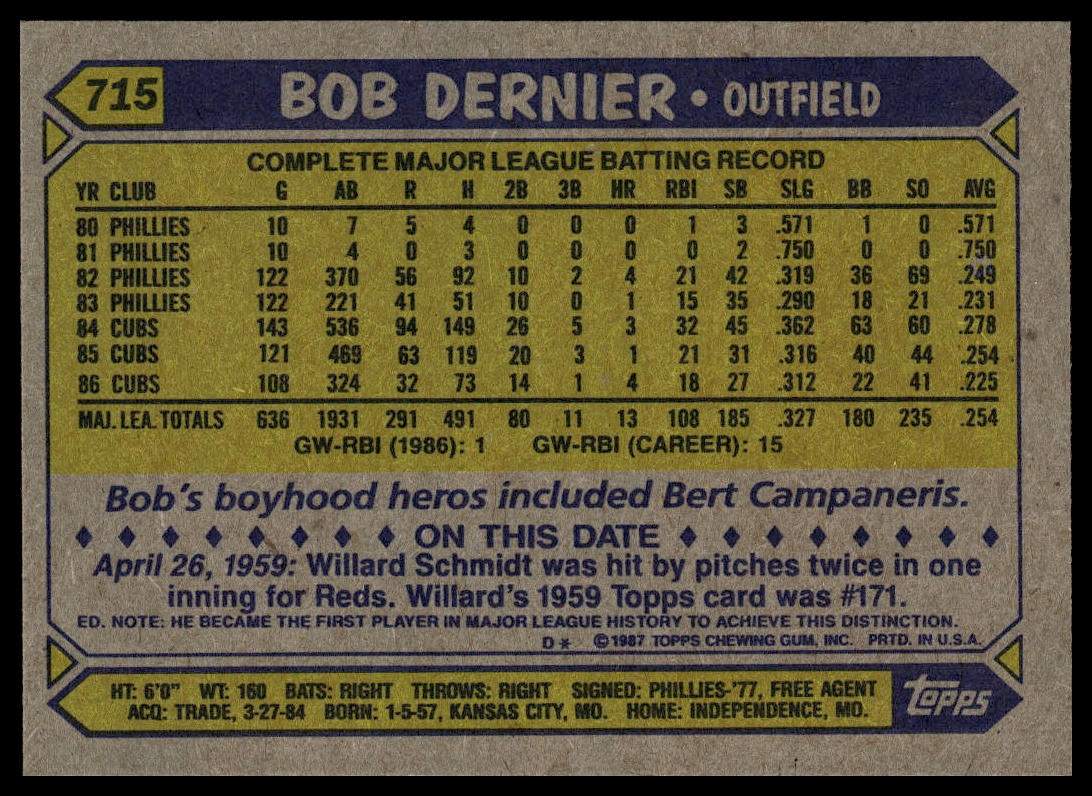 715 BOB DERNIER • OUTFIELD
COMPLETE MAJOR LEAGUE BATTING RECORD
YR CLUB G AB R H 2B 3B HR RBI SB SLG BB SO AVG
80 PHILLIES 10 7 5 4 0 0 0 1 3 .571 1 0 .571
81 PHILLIES 10 4 0 3 0 0 0 0 2 .750 0 0 .750
82 PHILLIES 122 370 56 92 10 2 4 21 42 .319 36 69 .249
83 PHILLIES 122 221 41 51 10 0 1 15 35 .290 18 21 .231
84 CUBS 143 536 94 149 26 5 3 32 45 .362 63 60 .278
85 CUBS 121 469 63 119 20 3 1 21 31 .316 40 44 .254
86 CUBS 108 324 32 73 14 1 4 18 27 .312 22 41 .225
MAJ. LEA. TOTALS 636 1931 291 491 80 11 13 108 185 .327 180 235 .254
GW-RBI (1986): 1 GW-RBI (CAREER): 15
Bob's boyhood heros included Bert Campaneris.
♦ ♦ ♦ ♦ ♦ ♦ ♦ ♦ ON THIS DATE ♦ ♦ ♦ ♦ ♦ ♦ ♦ ♦
April 26, 1959: Willard Schmidt was hit by pitches twice in one
inning for Reds. Willard's 1959 Topps card was #171.
ED. NOTE: HE BECAME THE FIRST PLAYER IN MAJOR LEAGUE HISTORY TO ACHIEVE THIS DISTINCTION.
D* ©1987 TOPPS CHEWING GUM, INC. PRTD. IN U.S.A.
HT: 6'0" WT: 160 BATS: RIGHT THROWS: RIGHT SIGNED: PHILLIES-'77, FREE AGENT
ACQ: TRADE, 3-27-84 BORN: 1-5-57, KANSAS CITY, MO. HOME: INDEPENDENCE, MO.
topps